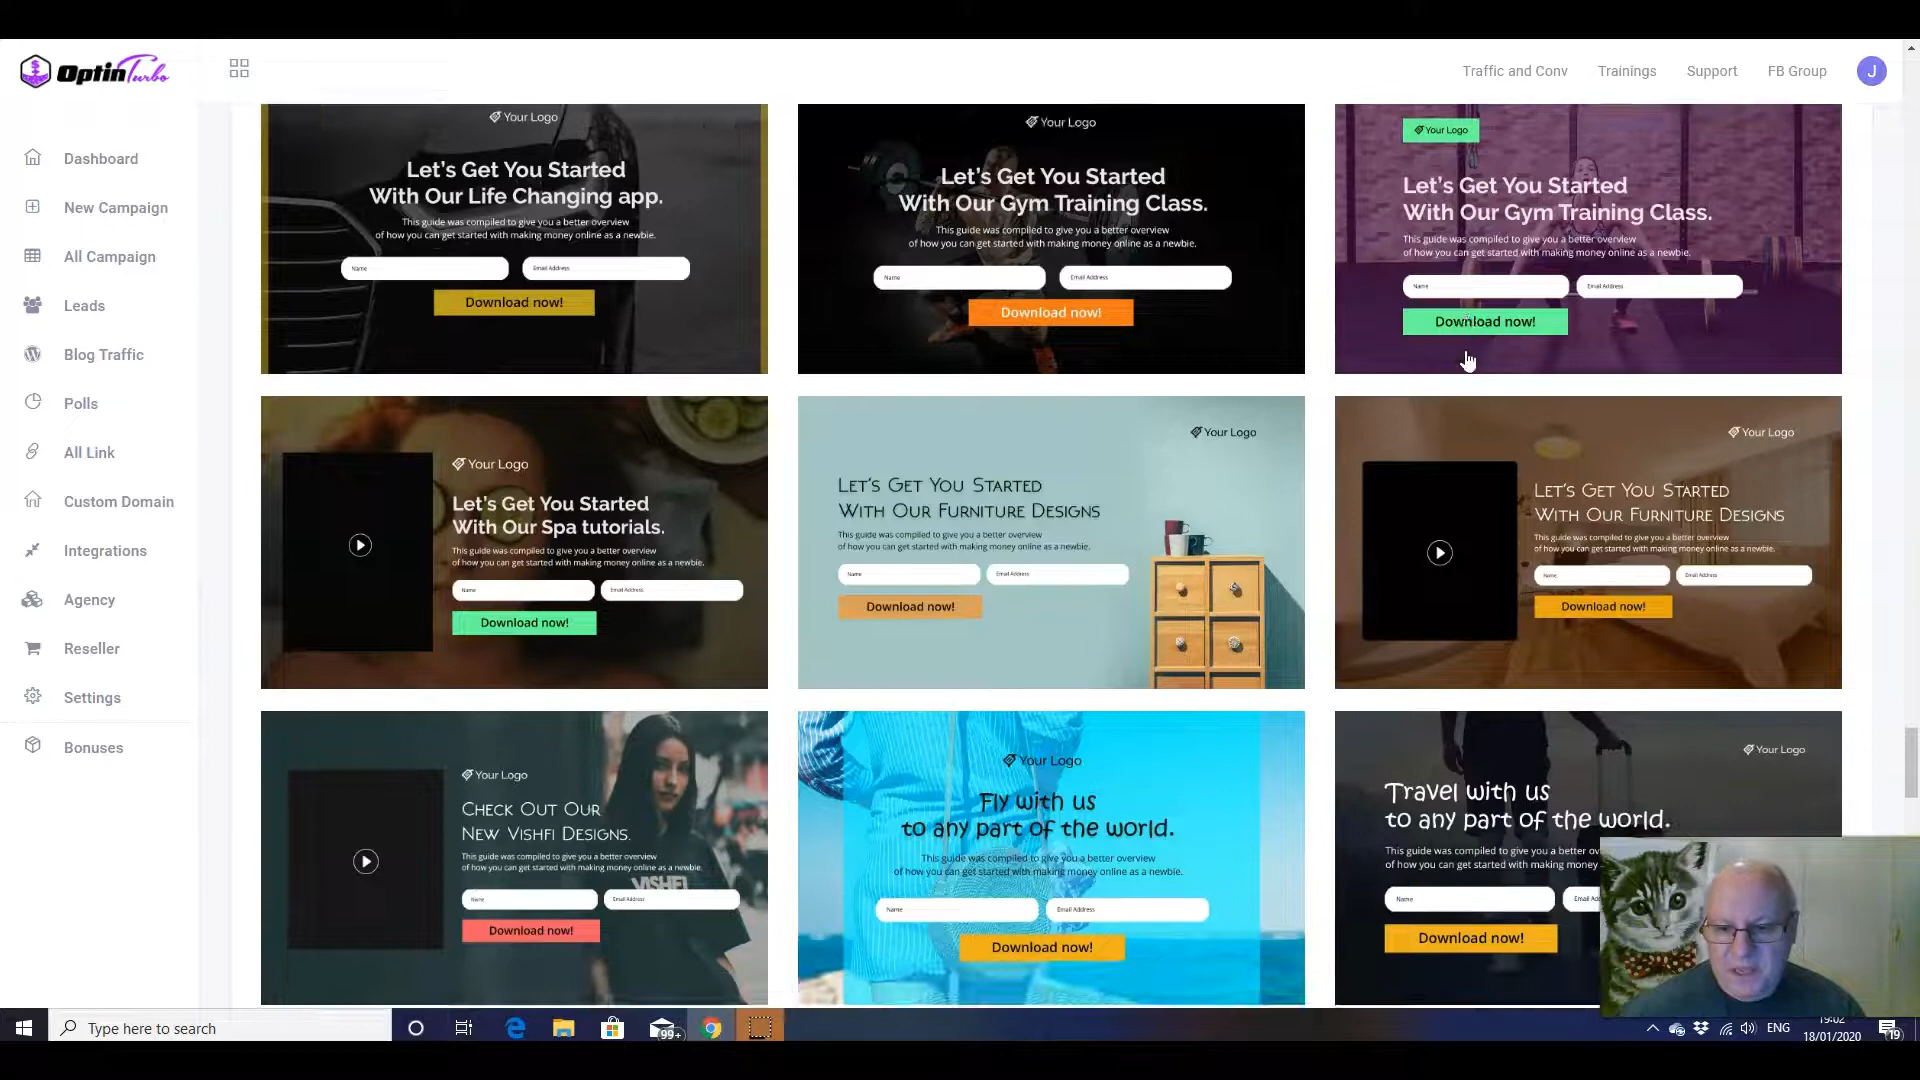 OptinTurbo
Traffic and Conv
Trainings
Support
FB Group
J
Dashboard
New Campaign
All Campaign
Leads
Blog Traffic
Polls
All Link
Custom Domain
Integrations
Agency
Reseller
Settings
Bonuses
Your Logo
Let's Get You Started
With Our Life Changing app.
This guide was compiled to give you a better overview
of how you can get started with making money online as a newbie.
Name
Email Address
Download now!
Your Logo
Let's Get You Started
With Our Gym Training Class.
This guide was compiled to give you a better overview
of how you can get started with making money online as a newbie.
Name
Email Address
Download now!
Your Logo
Let's Get You Started
With Our Gym Training Class.
This guide was compiled to give you a better overview
of how you can get started with making money online as a newbie.
Name
Email Address
Download now!
Your Logo
Let's Get You Started
With Our Spa tutorials.
This guide was compiled to give you a better overview
of how you can get started with making money online as a newbie.
Name
Email Address
Download now!
Your Logo
Let's Get You Started
With Our Furniture Designs
This guide was compiled to give you a better overview
of how you can get started with making money online as a newbie.
Name
Email Address
Download now!
Your Logo
Let's Get You Started
With Our Furniture Designs
This guide was compiled to give you a better overview
of how you can get started with making money online as a newbie.
Name
Email Address
Download now!
Your Logo
Check Out Our
New Vishfi Designs.
This guide was compiled to give you a better overview
of how you can get started with making money online as a newbie.
VISHFI
Name
Email Address
Download now!
Your Logo
Fly with us
to any part of the world.
This guide was compiled to give you a better overview
of how you can get started with making money online as a newbie.
Name
Email Address
Download now!
Your Logo
Travel with us
to any part of the world.
This guide was compiled to give you a better
of how you can get started with making money
Name
Email
Download now!
Type here to search
99+
ENG
19:02
18/01/2020
19